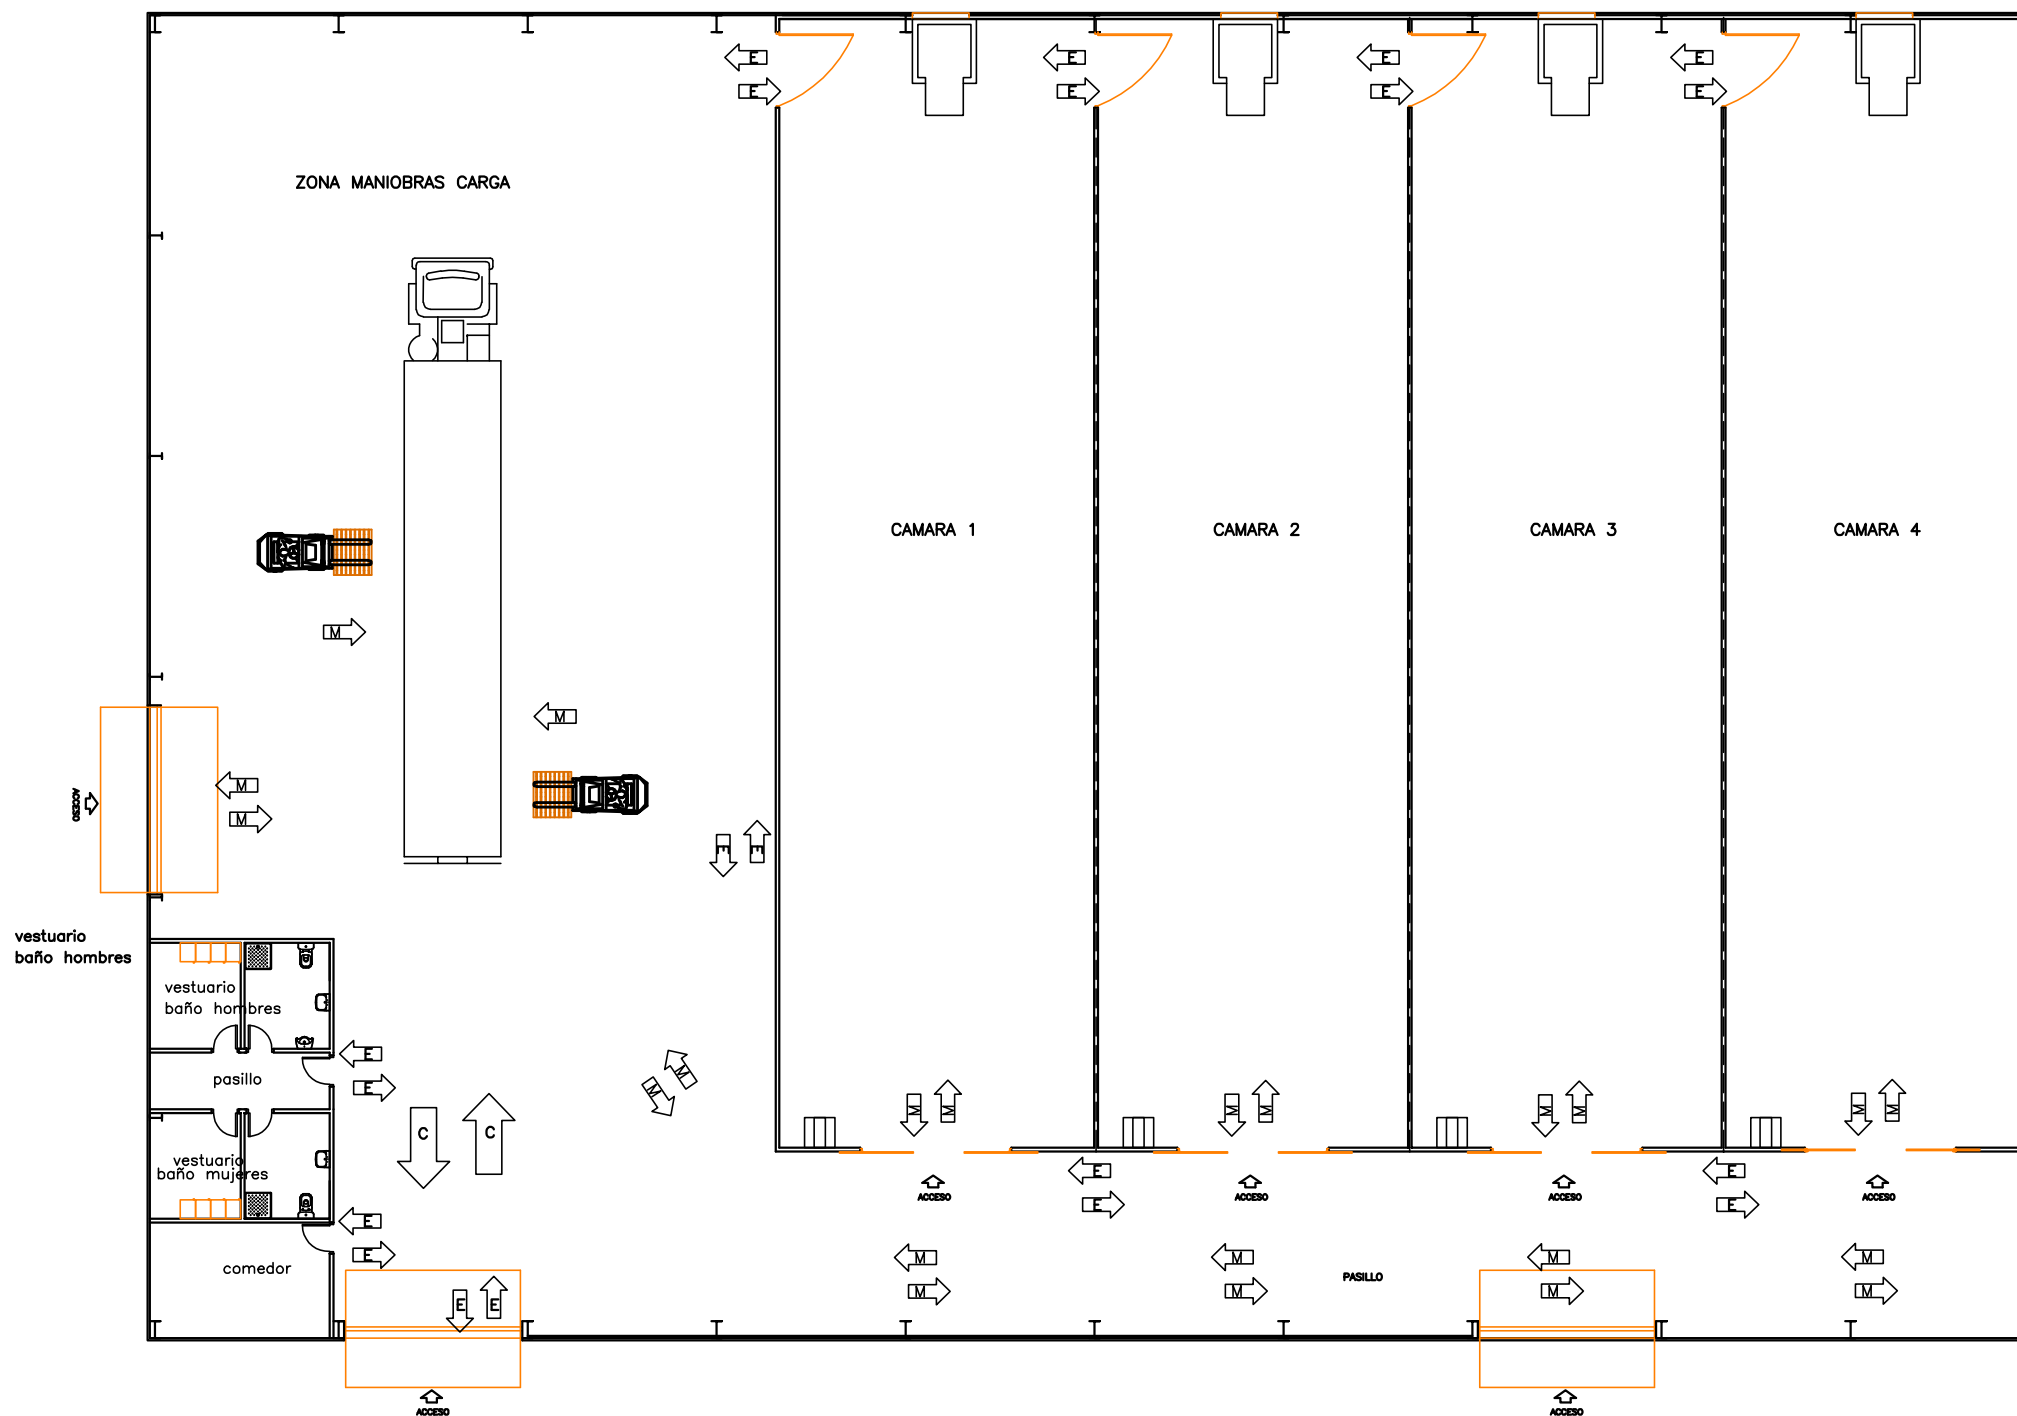 E E E E
E E E E
ZONA MANIOBRAS CARGA
CAMARA 1 CAMARA 2 CAMARA 3 CAMARA 4
M
M
M
ACCESO
M
E E
vestuario
baño hombres
vestuario
baño hombres
E
pasillo
M
M
E
M M M M M M M M
C C
vestuario
baño mujeres
E E
ACCESO ACCESO ACCESO ACCESO
E E
E
E
comedor
M M M M
PASILLO
M M M M
E E
ACCESO ACCESO